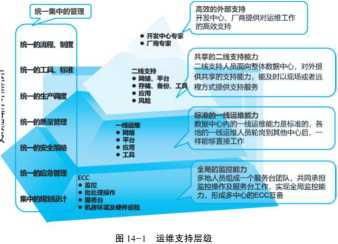 统一集中的管理
统一的流程、制度
统一的工具、标准
统一的生产调度
统一的质量管理
统一的安全策略
统一的应急管理
集中的规划设计
开发中心专家
厂商专家
二线支持
网络、平台
存储、备份、工具
应用
风险
一线运维
网络
平台
应用
工具
ECC
监控
批处理操作
服务台
机房环境及硬件巡检
高效的外部支持
开发中心、厂商提供对运维工作
的高效支持
共享的二线支持能力
二线支持人员面向整体数据中心，对外提
供共享的支持能力，能及时以现场或者远
程方式提供支持服务
标准的一线运维能力
数据中心内的一线运维能力是标准的，各
地的一线运维人员轮岗到其他中心后，一
样能够直接工作
全局的监控能力
多地人员组成一个服务台团队，共同承担
监控操作及服务台工作，实现全局监控能
力，形成多中心的ECC互备
图 14-1 运维支持层级